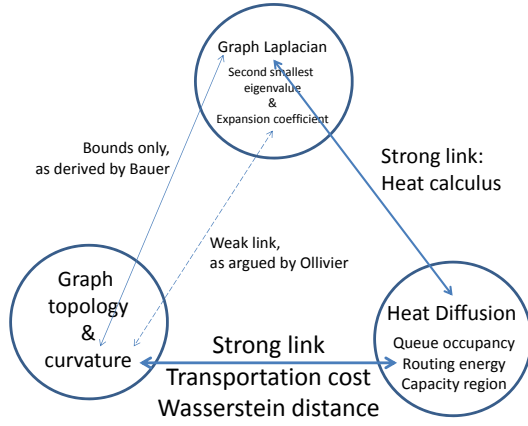 Graph Laplacian
Second smallest
eigenvalue
&
Expansion coefficient
Bounds only,
as derived by Bauer
Strong link:
Heat calculus
Weak link,
as argued by Ollivier
Graph
topology
&
curvature
Heat Diffusion
Queue occupancy
Routing energy
Capacity region
Strong link
Transportation cost
Wasserstein distance